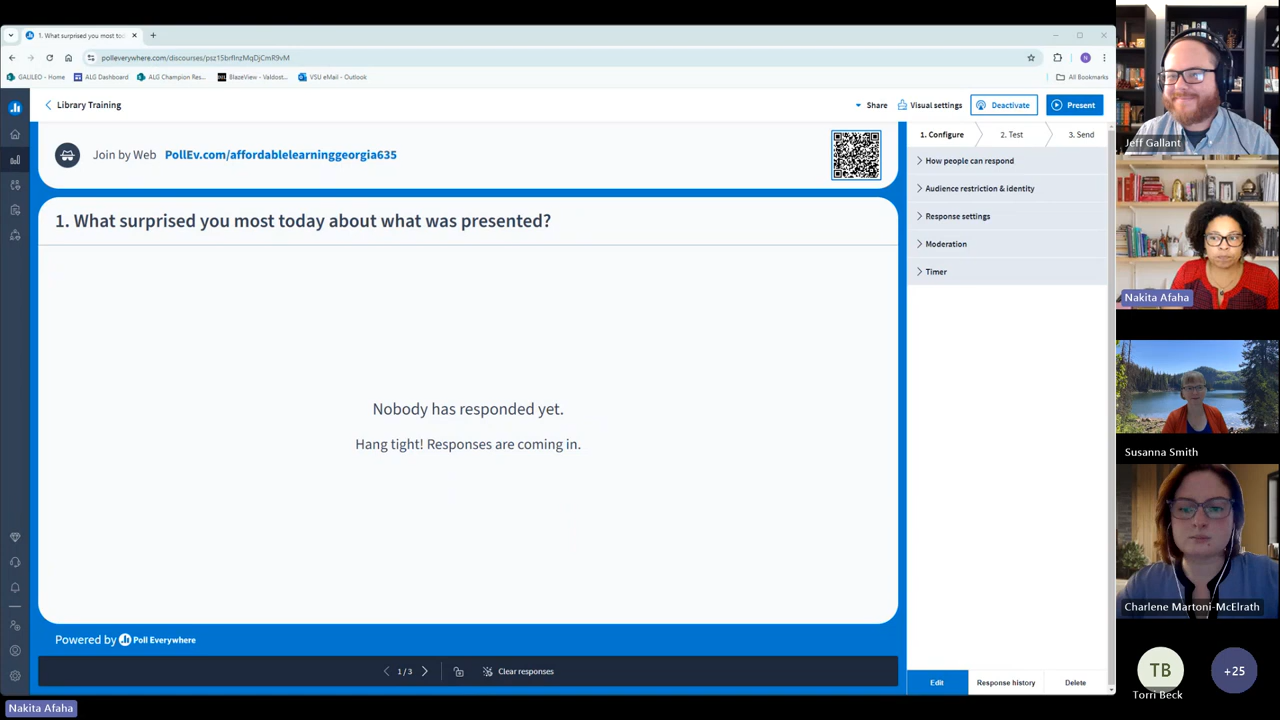 1. What surprised you most toda
polleverywhere.com/discourses/psz15brfInzMqDjCmR9vM
GALILEO - Home
ALG Dashboard
ALG Champion Res...
BlazeView - Valdost...
VSU eMail - Outlook
All Bookmarks
Library Training
Share
Visual settings
Deactivate
Present
Join by Web
PollEv.com/affordablelearninggeorgia635
1. Configure
2. Test
3. Send
How people can respond
Audience restriction & identity
Response settings
Moderation
Timer
1. What surprised you most today about what was presented?
Nobody has responded yet.
Hang tight! Responses are coming in.
Powered by Poll Everywhere
1/3
Clear responses
Edit
Response history
Delete
Jeff Gallant
Nakita Afaha
Susanna Smith
Charlene Martoni-McElrath
TB
Torri Beck
+25
Nakita Afaha